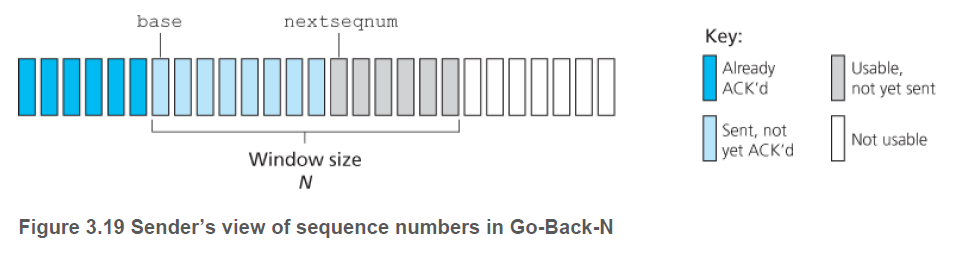 base
nextseqnum
Window size
N
Key:
Already
ACK'd
Usable,
not yet sent
Sent, not
yet ACK'd
Not usable
Figure 3.19 Sender’s view of sequence numbers in Go-Back-N